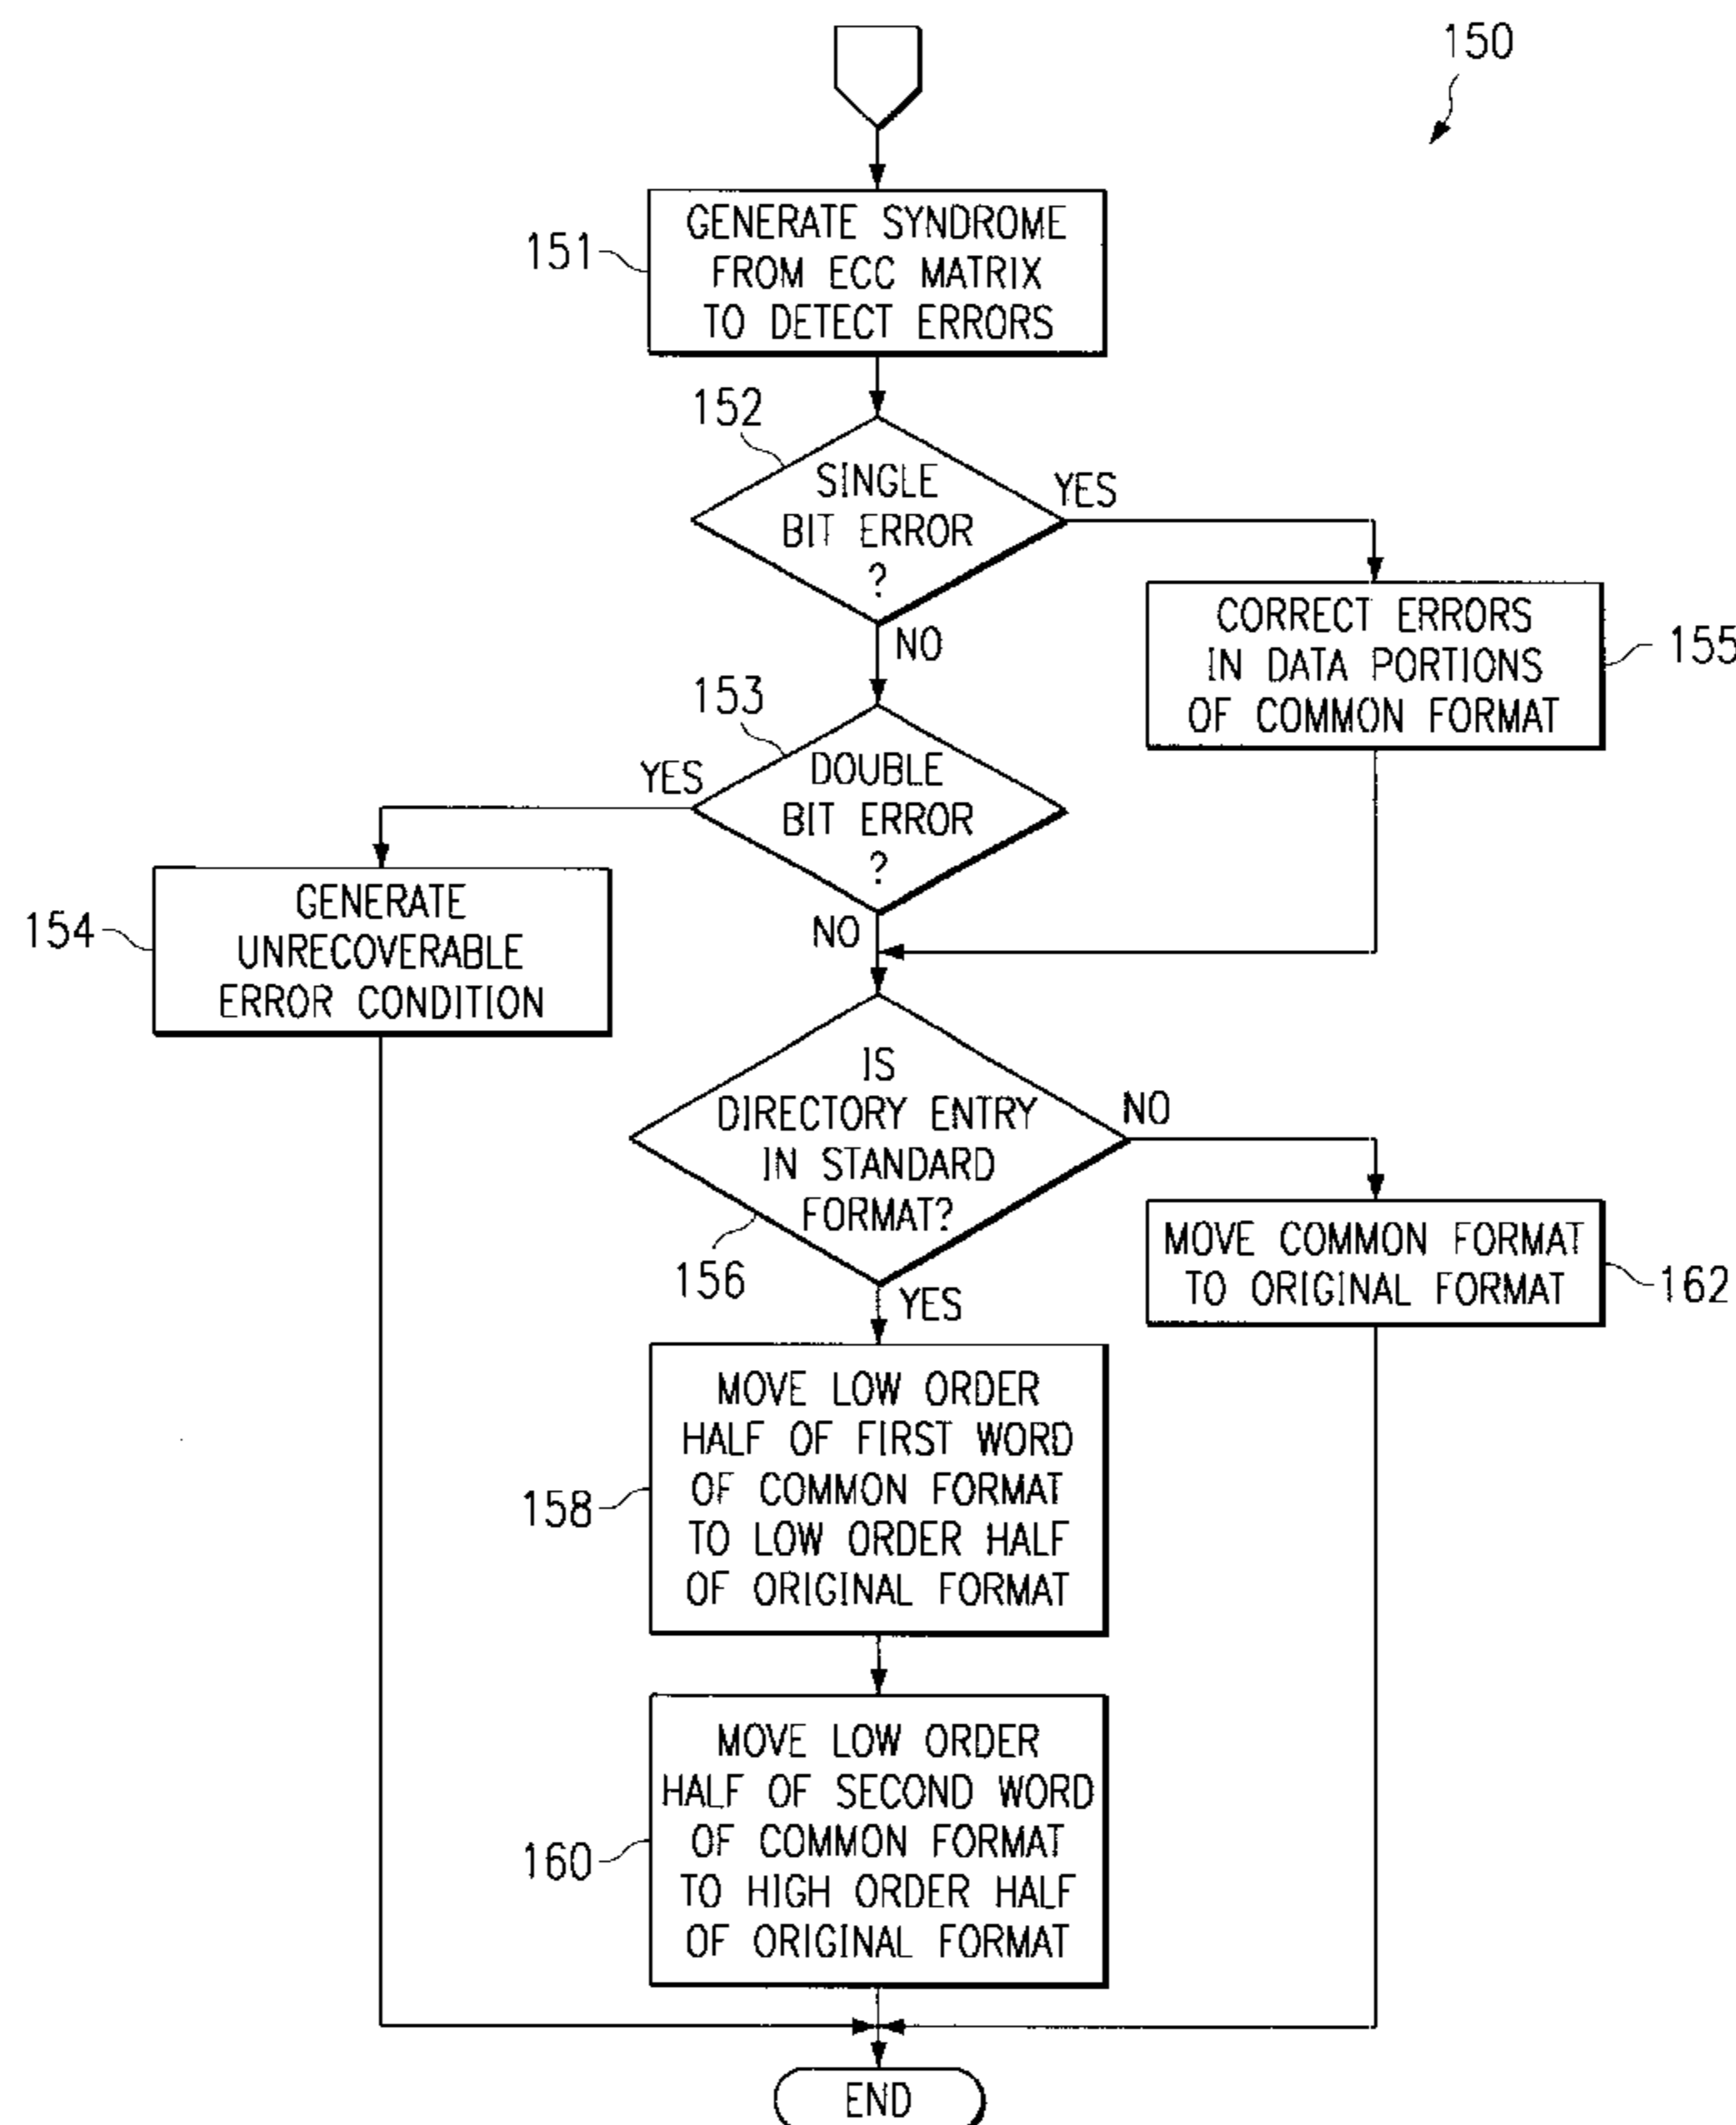 150
151
GENERATE SYNDROME
FROM ECC MATRIX
TO DETECT ERRORS
152
SINGLE
BIT ERROR
?
YES
NO
CORRECT ERRORS
IN DATA PORTIONS
OF COMMON FORMAT
155
153
DOUBLE
BIT ERROR
?
YES
NO
154
GENERATE
UNRECOVERABLE
ERROR CONDITION
IS
DIRECTORY ENTRY
IN STANDARD
FORMAT?
156
NO
YES
MOVE COMMON FORMAT
TO ORIGINAL FORMAT
162
158
MOVE LOW ORDER
HALF OF FIRST WORD
OF COMMON FORMAT
TO LOW ORDER HALF
OF ORIGINAL FORMAT
160
MOVE LOW ORDER
HALF OF SECOND WORD
OF COMMON FORMAT
TO HIGH ORDER HALF
OF ORIGINAL FORMAT
END